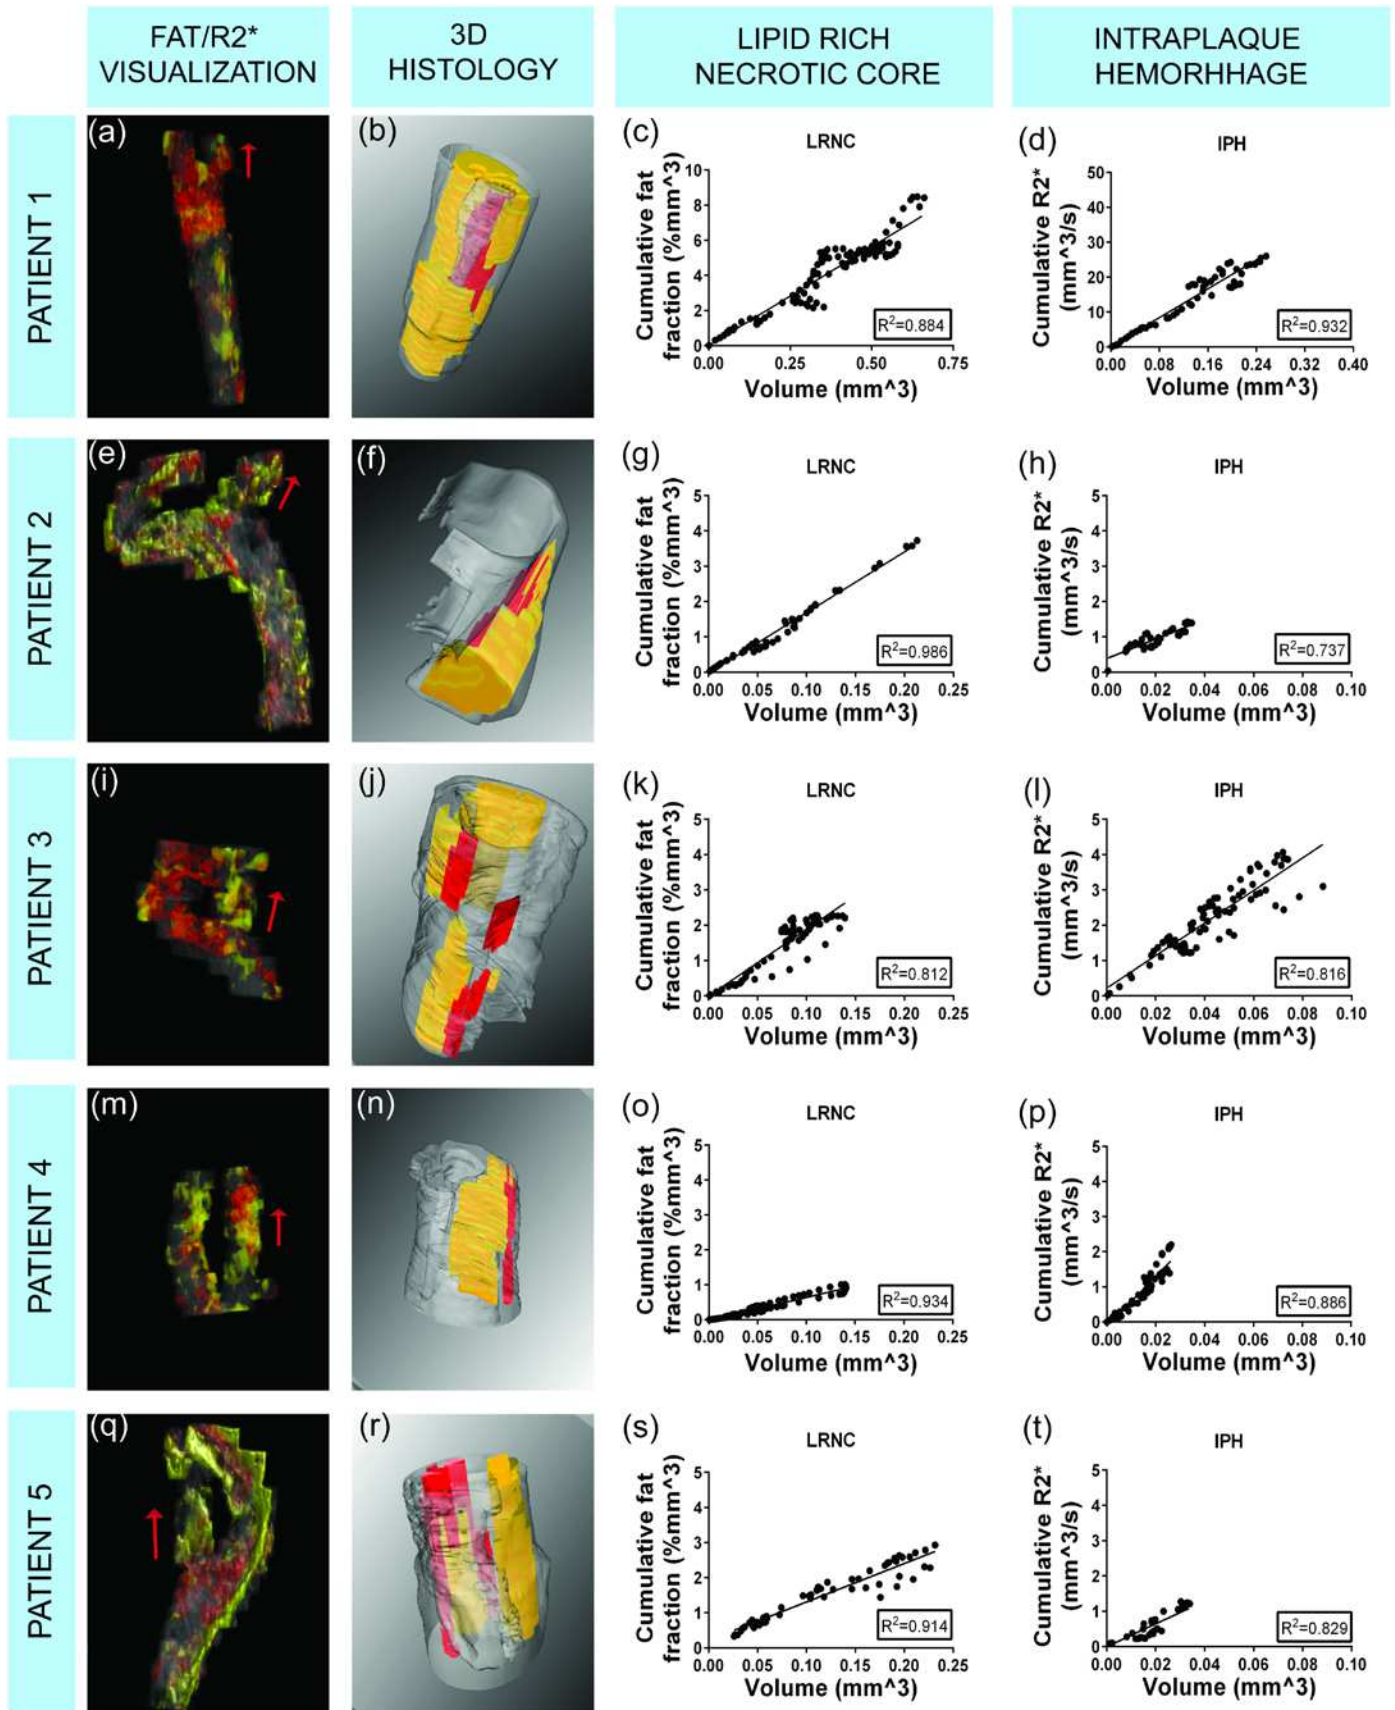 FAT/R2*
VISUALIZATION
3D
HISTOLOGY
LIPID RICH
NECROTIC CORE
INTRAPLAQUE
HEMORHHAGE
PATIENT 1
(a)
(b)
(c)
LRNC
Cumulative fat
fraction (%mm^3)
10
8
6
4
2
0
0.00 0.25 0.50 0.75
Volume (mm^3)
R²=0.884
(d)
IPH
Cumulative R2*
(mm^3/s)
50
40
30
20
10
0
0.00 0.08 0.16 0.24 0.32 0.40
Volume (mm^3)
R²=0.932
PATIENT 2
(e)
(f)
(g)
LRNC
Cumulative fat
fraction (%mm^3)
5
4
3
2
1
0
0.00 0.05 0.10 0.15 0.20 0.25
Volume (mm^3)
R²=0.986
(h)
IPH
Cumulative R2*
(mm^3/s)
5
4
3
2
1
0
0.00 0.02 0.04 0.06 0.08 0.10
Volume (mm^3)
R²=0.737
PATIENT 3
(i)
(j)
(k)
LRNC
Cumulative fat
fraction (%mm^3)
5
4
3
2
1
0
0.00 0.05 0.10 0.15 0.20 0.25
Volume (mm^3)
R²=0.812
(l)
IPH
Cumulative R2*
(mm^3/s)
5
4
3
2
1
0
0.00 0.02 0.04 0.06 0.08 0.10
Volume (mm^3)
R²=0.816
PATIENT 4
(m)
(n)
(o)
LRNC
Cumulative fat
fraction (%mm^3)
5
4
3
2
1
0
0.00 0.05 0.10 0.15 0.20 0.25
Volume (mm^3)
R²=0.934
(p)
IPH
Cumulative R2*
(mm^3/s)
5
4
3
2
1
0
0.00 0.02 0.04 0.06 0.08 0.10
Volume (mm^3)
R²=0.886
PATIENT 5
(q)
(r)
(s)
LRNC
Cumulative fat
fraction (%mm^3)
5
4
3
2
1
0
0.00 0.05 0.10 0.15 0.20 0.25
Volume (mm^3)
R²=0.914
(t)
IPH
Cumulative R2*
(mm^3/s)
5
4
3
2
1
0
0.00 0.02 0.04 0.06 0.08 0.10
Volume (mm^3)
R²=0.829